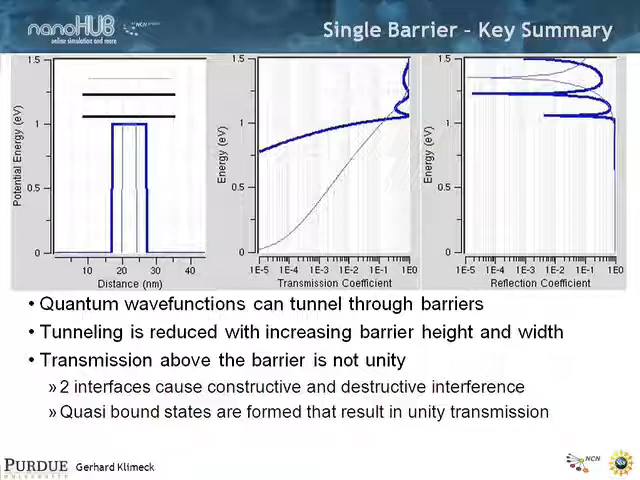 nanoHUB
an NCN project
online simulation and more
Single Barrier – Key Summary
1.5
1
0.5
0
Potential Energy (eV)
10 20 30 40
Distance (nm)
1.5
1
0.5
0
Energy (eV)
1E-5 1E-4 1E-3 1E-2 1E-1 1E0
Transmission Coefficient
1.5
1
0.5
0
Energy (eV)
1E-5 1E-4 1E-3 1E-2 1E-1 1E0
Reflection Coefficient
• Quantum wavefunctions can tunnel through barriers
• Tunneling is reduced with increasing barrier height and width
• Transmission above the barrier is not unity
» 2 interfaces cause constructive and destructive interference
» Quasi bound states are formed that result in unity transmission
PURDUE
UNIVERSITY
Gerhard Klimeck
NCN
NSF